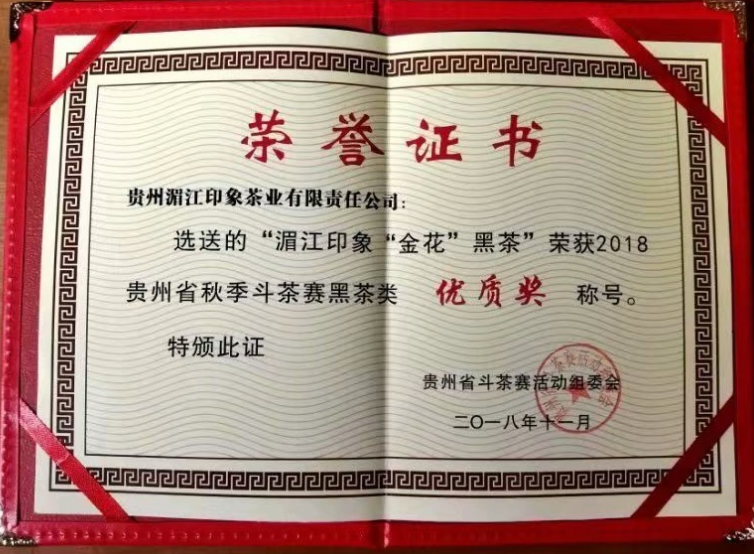 荣誉证书
贵州湄江印象茶业有限责任公司：
选送的“湄江印象“金花”黑茶”荣获2018
贵州省秋季斗茶赛黑茶类 优质奖 称号。
特颁此证
贵州省斗茶赛活动组委会
二〇一八年十一月